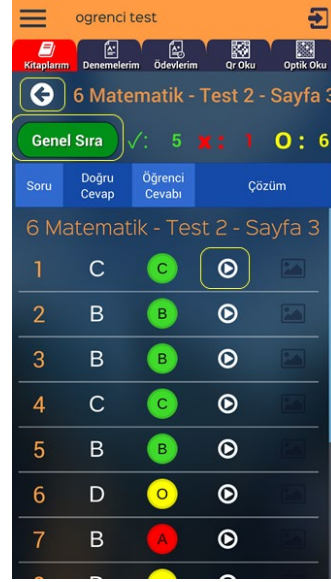 ogrenci test
Kitaplarım Denemelerim Ödevlerim Qr Oku Optik Oku
6 Matematik - Test 2 - Sayfa 3
Genel Sıra ✓: 5 ✗: 1 O: 6
Soru Doğru Cevap Öğrenci Cevabı Çözüm
6 Matematik - Test 2 - Sayfa 3
1 C C
2 B B
3 B B
4 C C
5 B B
6 D O
7 B A